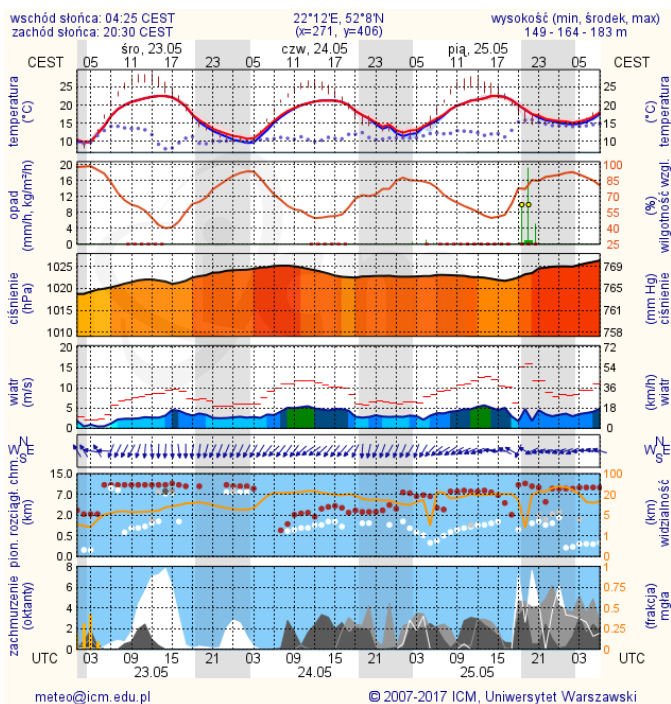 wschód słońca: 04:25 CEST 22°12'E, 52°8'N wysokość (min, środek, max)
zachód słońca: 20:30 CEST (x=271, y=406) 149 - 164 - 183 m
śro, 23.05 czw, 24.05 pią, 25.05
CEST 05 11 17 23 05 11 17 23 05 11 17 23 05 CEST
temperatura (°C) 25 20 15 10 25 20 15 10 temperatura (°C)
opad (mm/h, kg/m²/h) 20 16 12 8 4 0 100 85 70 55 40 25 (%) wilgotność wzgl.
ciśnienie (hPa) 1025 1020 1015 1010 769 765 761 758 (mm Hg) ciśnienie
wiatr m/s 20 15 10 5 0 72 54 36 18 0 (km/h) wiatr
N W E S N W E S
pion. rozciągł. chm. (km) 15.0 7.0 2.0 0.5 0.0 100 20 5 1 0 (km) widzialność
zachmurzenie (oktanty) 8 6 4 2 0 1 0.75 0.5 0.25 0 (frakcja) mgła
UTC 03 09 15 21 03 09 15 21 03 09 15 21 03 UTC
23.05 24.05 25.05
meteo@icm.edu.pl © 2007-2017 ICM, Uniwersytet Warszawski